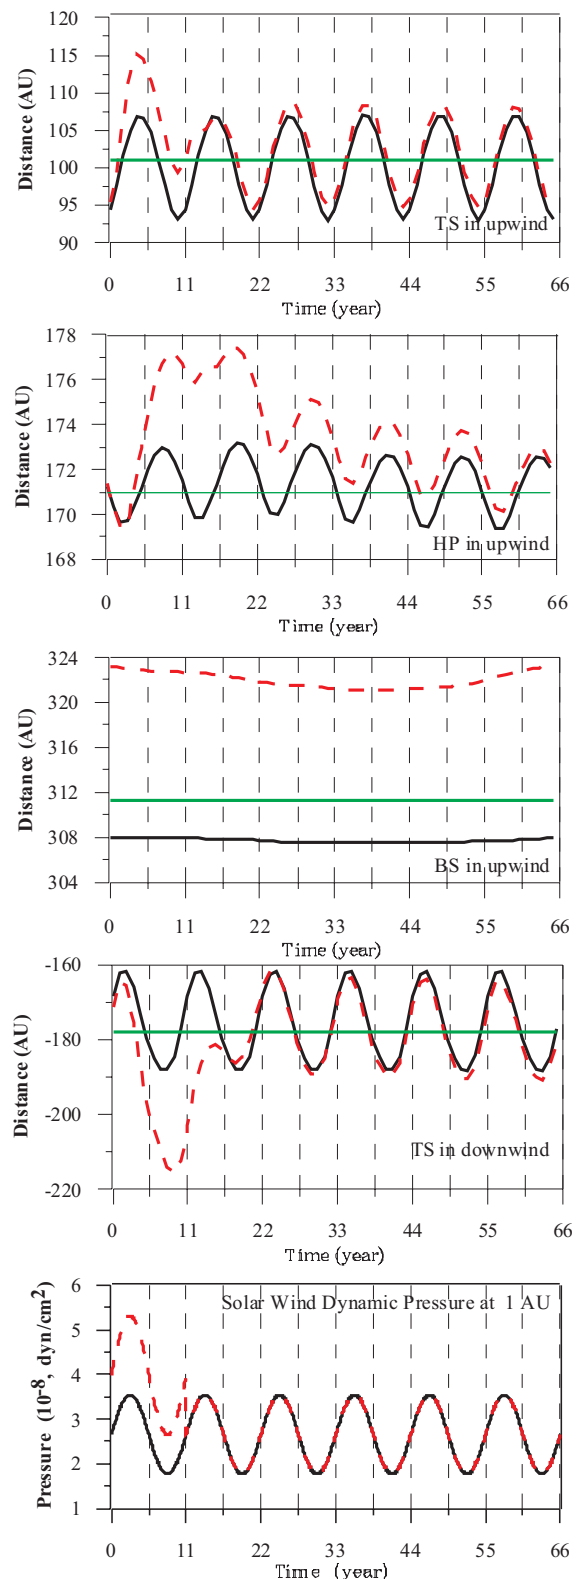 120
115
110
105
100
95
90
Distance (AU)
TS in upwind
0 11 22 33 44 55 66
Time (year)
178
176
174
172
170
168
Distance (AU)
HP in upwind
0 11 22 33 44 55 66
Time (year)
324
320
316
312
308
304
Distance (AU)
BS in upwind
0 11 22 33 44 55 66
Time (year)
-160
-180
-200
-220
Distance (AU)
TS in downwind
0 11 22 33 44 55 66
Time (year)
Solar Wind Dynamic Pressure at 1 AU
6
5
4
3
2
1
Pressure (10⁻⁸, dyn/cm²)
0 11 22 33 44 55 66
Time (year)